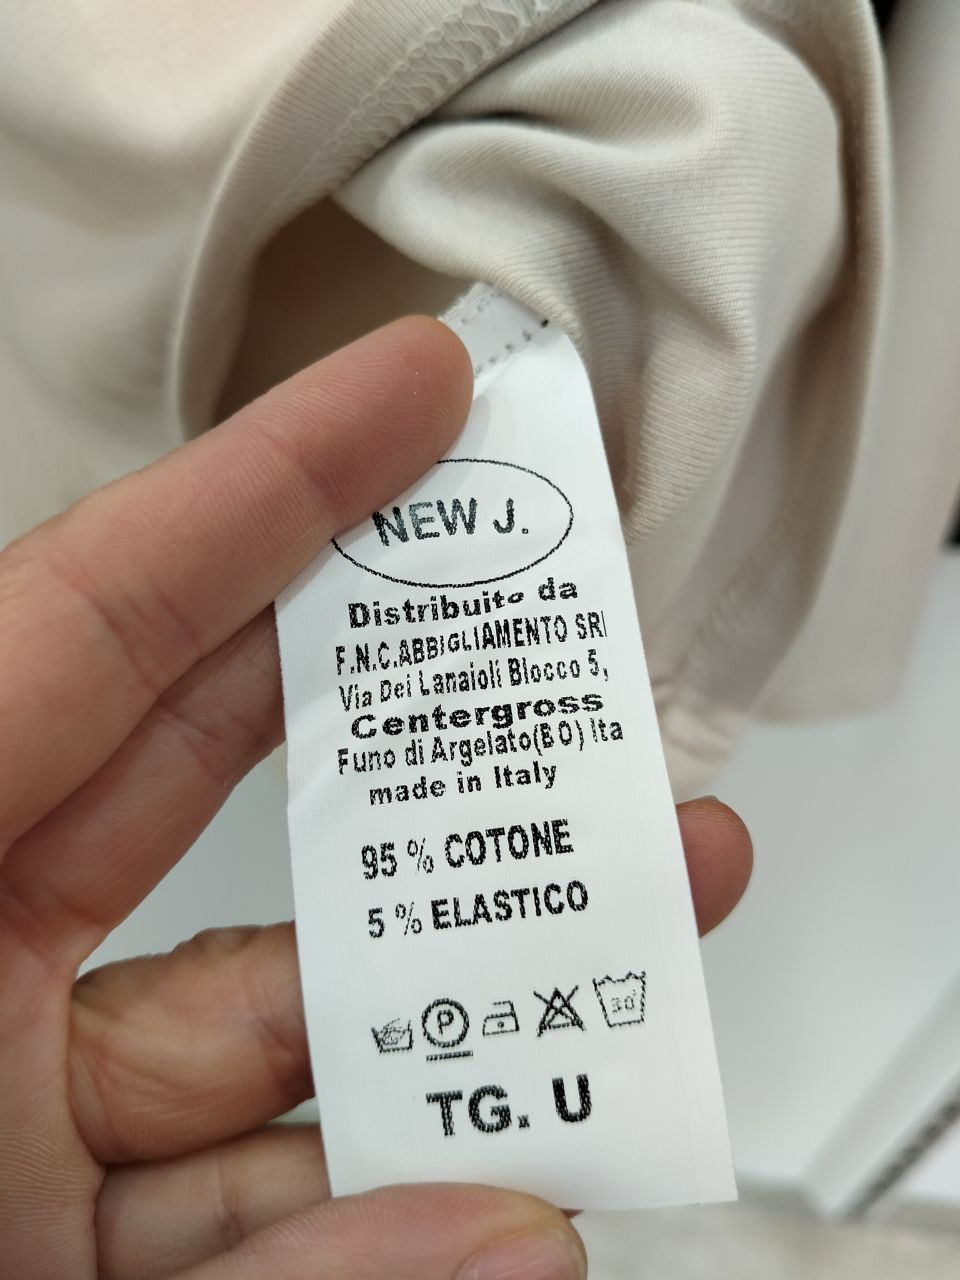 NEW J.
Distribuito da
F.N.C.ABBIGLIAMENTO SRl
Via Dei Lanaioli Blocco 5,
Centergross
Funo di Argelato(BO) Ita
made in Italy
95 % COTONE
5 % ELASTICO
P 30°
TG. U